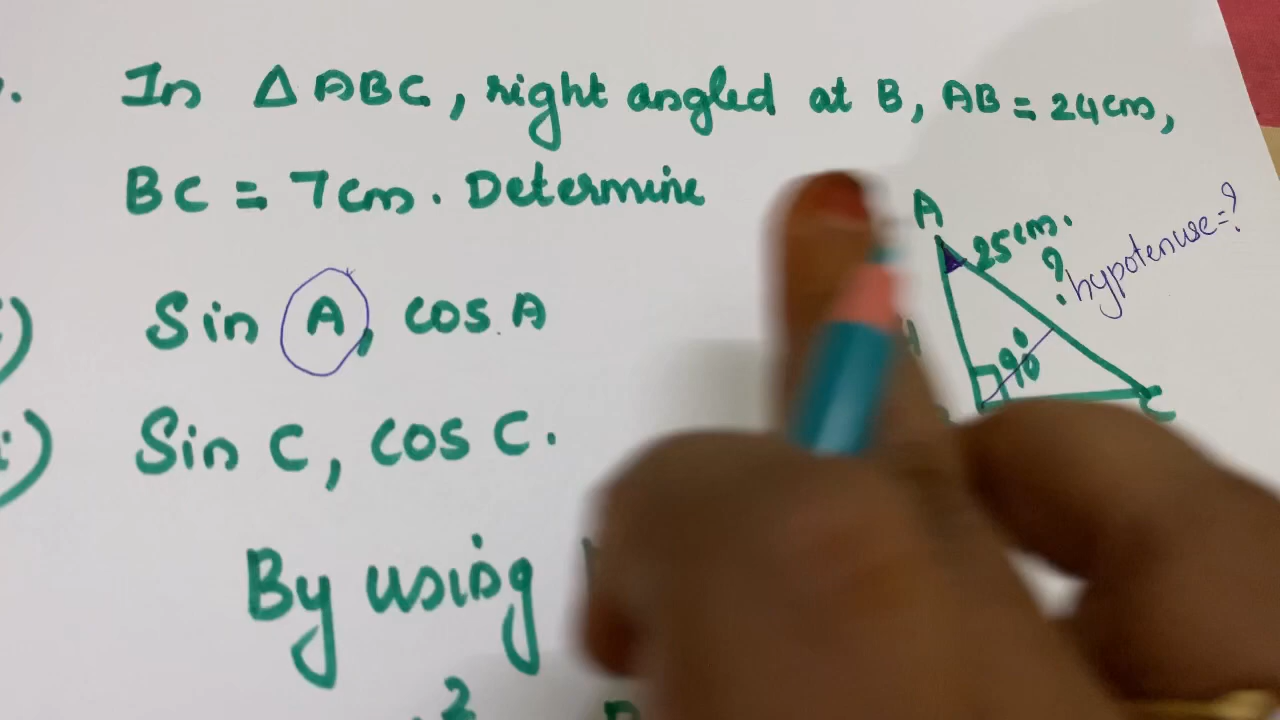 In △ ABC, right angled at B, AB = 24cm,
BC = 7cm. Determine
A
25cm.
?
hypotenuse=?
Sin A, cos A
90°
C
Sin C, cos C.
By using
2